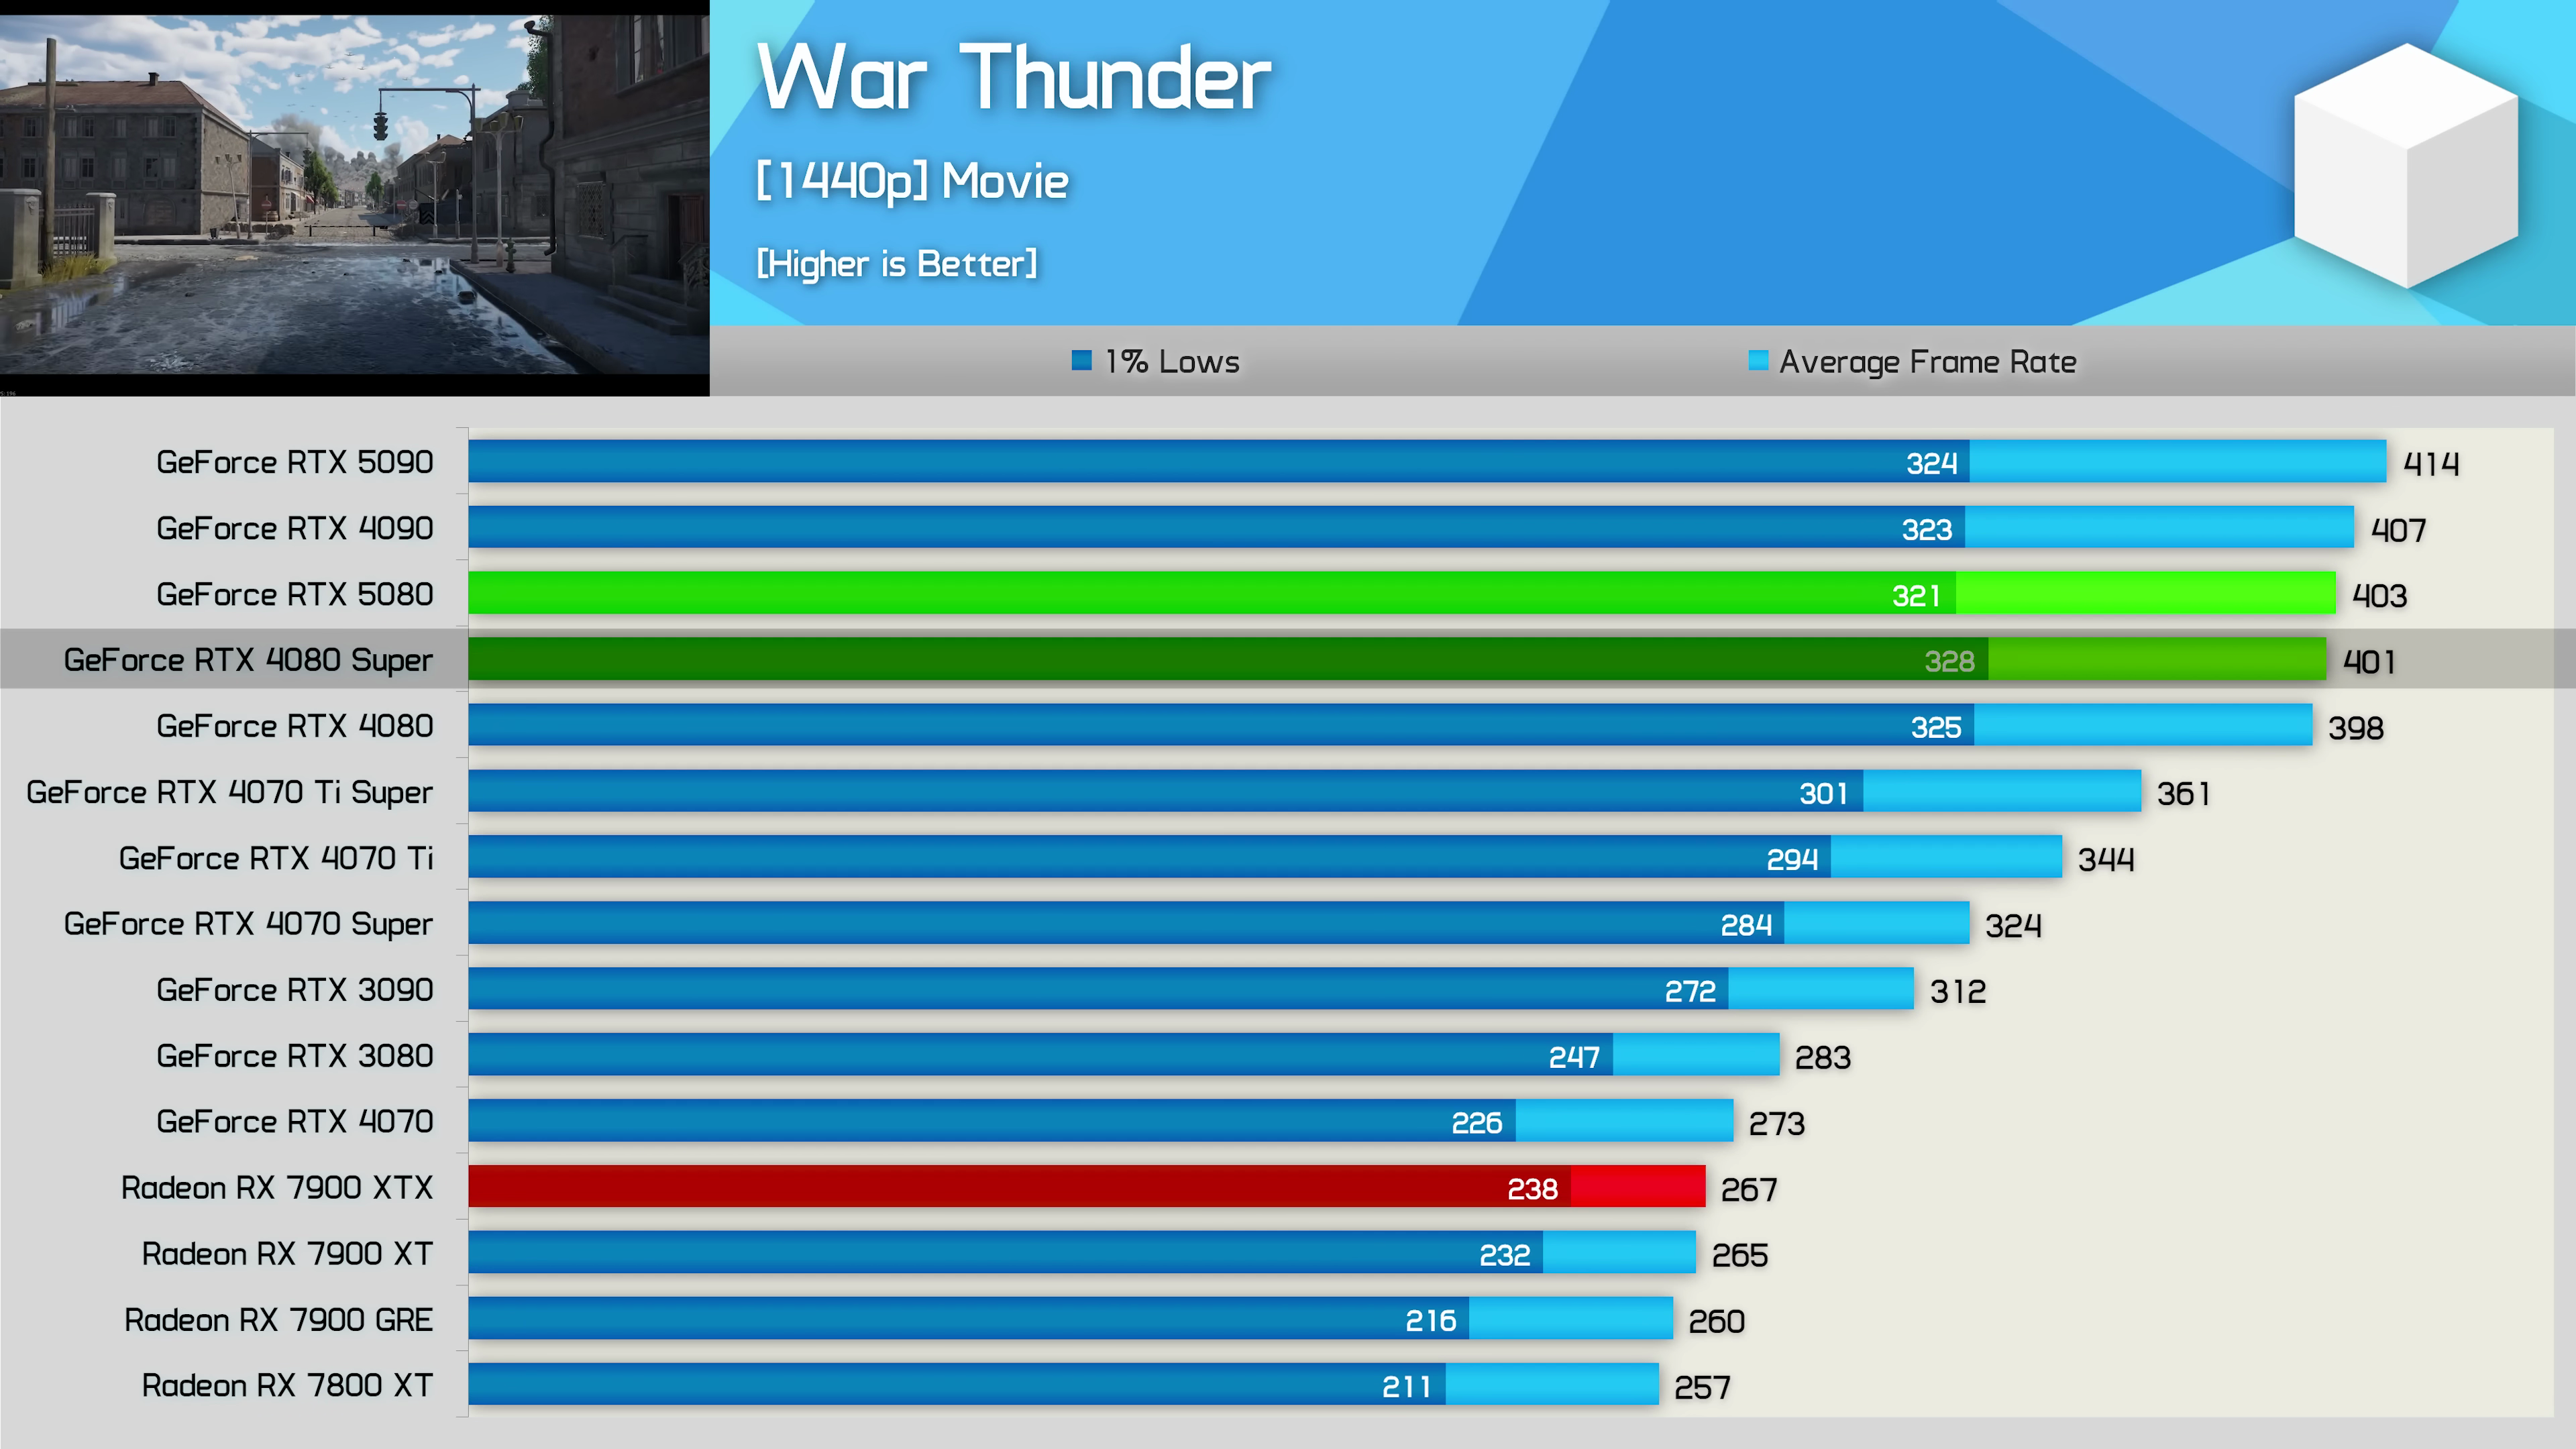 War Thunder
[1440p] Movie
[Higher is Better]
1% Lows
Average Frame Rate
GeForce RTX 5090 324 414
GeForce RTX 4090 323 407
GeForce RTX 5080 321 403
GeForce RTX 4080 Super 328 401
GeForce RTX 4080 325 398
GeForce RTX 4070 Ti Super 301 361
GeForce RTX 4070 Ti 294 344
GeForce RTX 4070 Super 284 324
GeForce RTX 3090 272 312
GeForce RTX 3080 247 283
GeForce RTX 4070 226 273
Radeon RX 7900 XTX 238 267
Radeon RX 7900 XT 232 265
Radeon RX 7900 GRE 216 260
Radeon RX 7800 XT 211 257